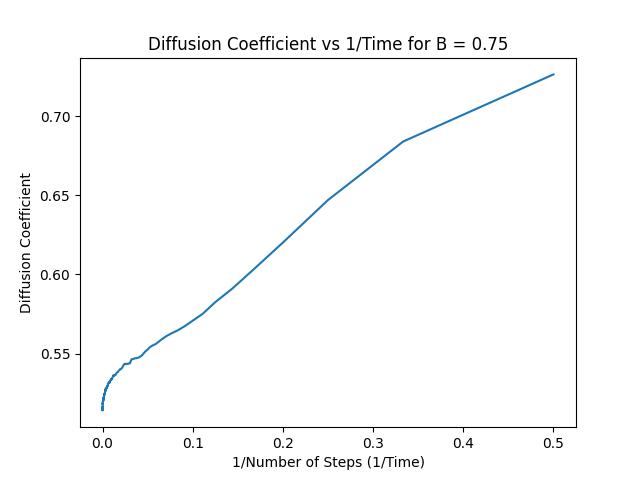 Diffusion Coefficient vs 1/Time for B = 0.75
Diffusion Coefficient
0.70
0.65
0.60
0.55
0.0 0.1 0.2 0.3 0.4 0.5
1/Number of Steps (1/Time)